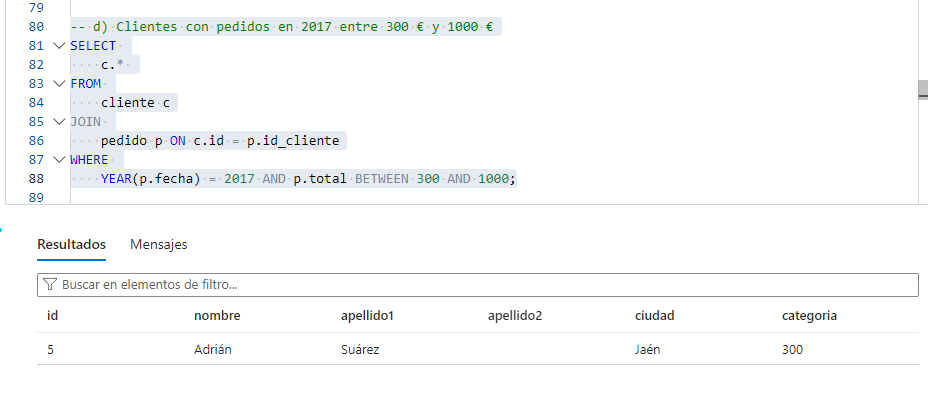 79
80 -- d) Clientes con pedidos en 2017 entre 300 € y 1000 €
81 SELECT
82 c.*
83 FROM
84 cliente c
85 JOIN
86 pedido p ON c.id = p.id_cliente
87 WHERE
88 YEAR(p.fecha) = 2017 AND p.total BETWEEN 300 AND 1000;
89
Resultados Mensajes
Buscar en elementos de filtro...
id nombre apellido1 apellido2 ciudad categoria
5 Adrián Suárez Jaén 300